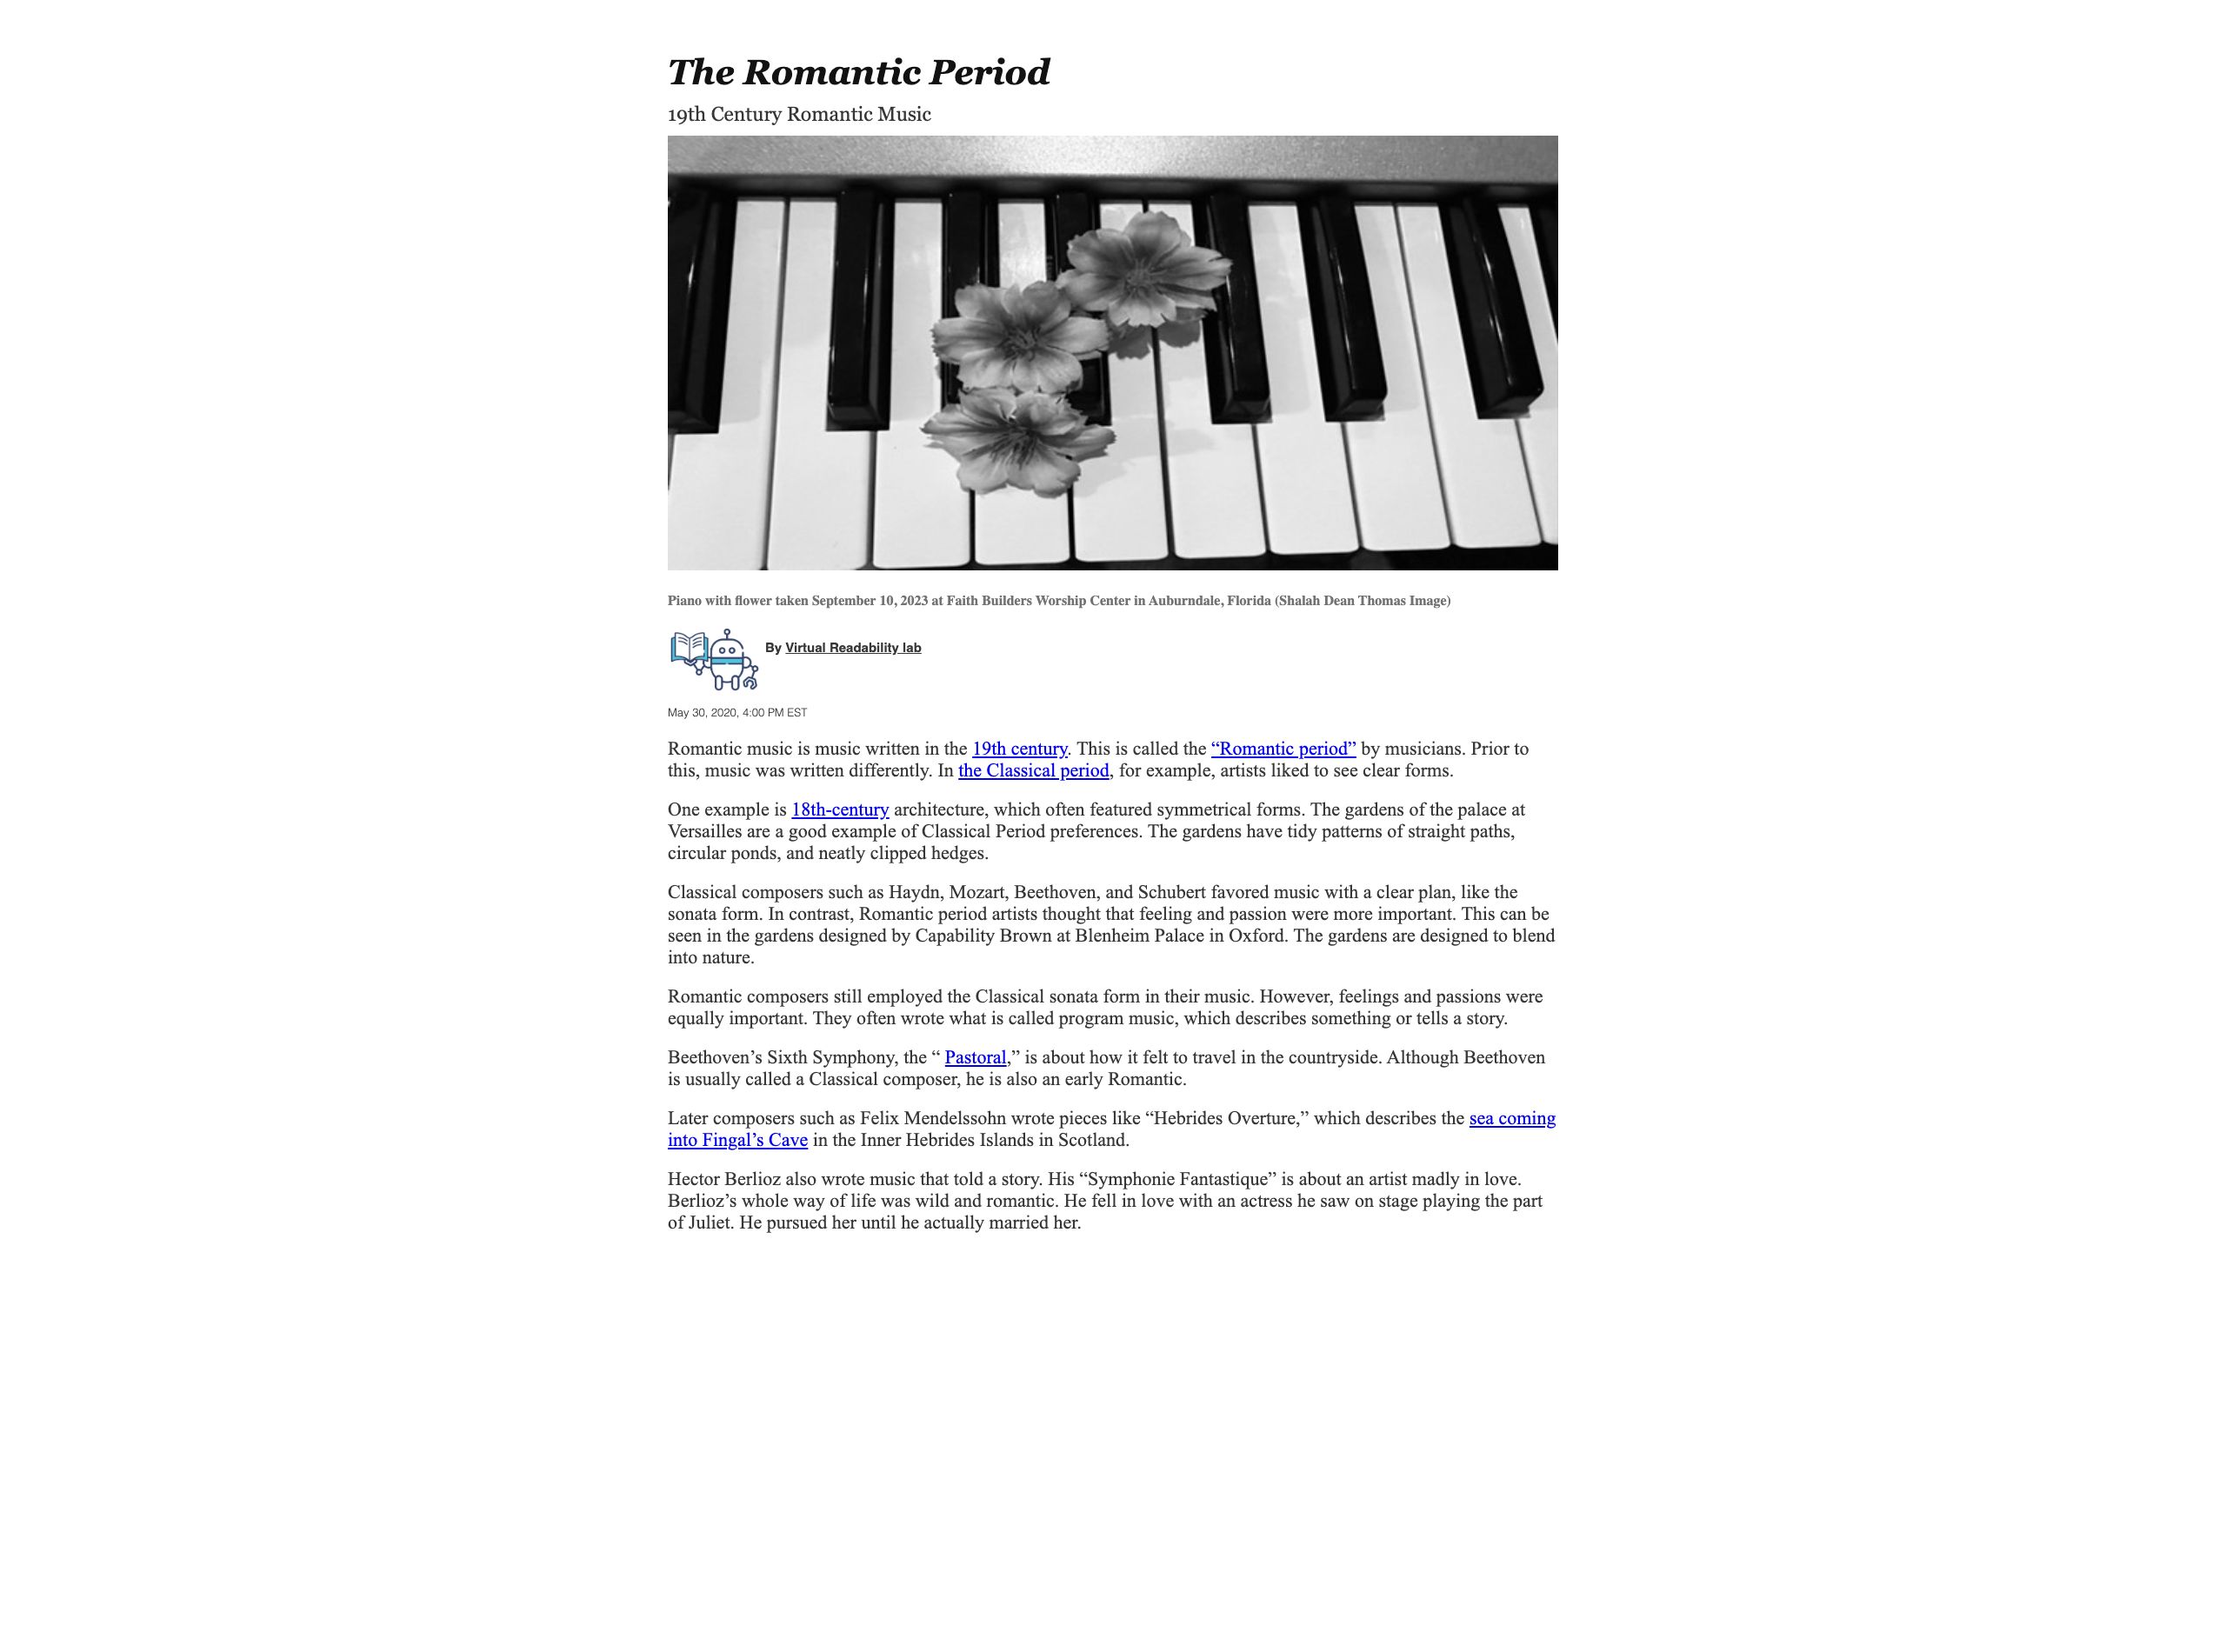 The Romantic Period
19th Century Romantic Music
Piano with flower taken September 10, 2023 at Faith Builders Worship Center in Auburndale, Florida (Shalah Dean Thomas Image)
By Virtual Readability lab
May 30, 2020, 4:00 PM EST
Romantic music is music written in the 19th century. This is called the “Romantic period” by musicians. Prior to
this, music was written differently. In the Classical period, for example, artists liked to see clear forms.
One example is 18th-century architecture, which often featured symmetrical forms. The gardens of the palace at
Versailles are a good example of Classical Period preferences. The gardens have tidy patterns of straight paths,
circular ponds, and neatly clipped hedges.
Classical composers such as Haydn, Mozart, Beethoven, and Schubert favored music with a clear plan, like the
sonata form. In contrast, Romantic period artists thought that feeling and passion were more important. This can be
seen in the gardens designed by Capability Brown at Blenheim Palace in Oxford. The gardens are designed to blend
into nature.
Romantic composers still employed the Classical sonata form in their music. However, feelings and passions were
equally important. They often wrote what is called program music, which describes something or tells a story.
Beethoven’s Sixth Symphony, the “ Pastoral,” is about how it felt to travel in the countryside. Although Beethoven
is usually called a Classical composer, he is also an early Romantic.
Later composers such as Felix Mendelssohn wrote pieces like “Hebrides Overture,” which describes the sea coming
into Fingal’s Cave in the Inner Hebrides Islands in Scotland.
Hector Berlioz also wrote music that told a story. His “Symphonie Fantastique” is about an artist madly in love.
Berlioz’s whole way of life was wild and romantic. He fell in love with an actress he saw on stage playing the part
of Juliet. He pursued her until he actually married her.